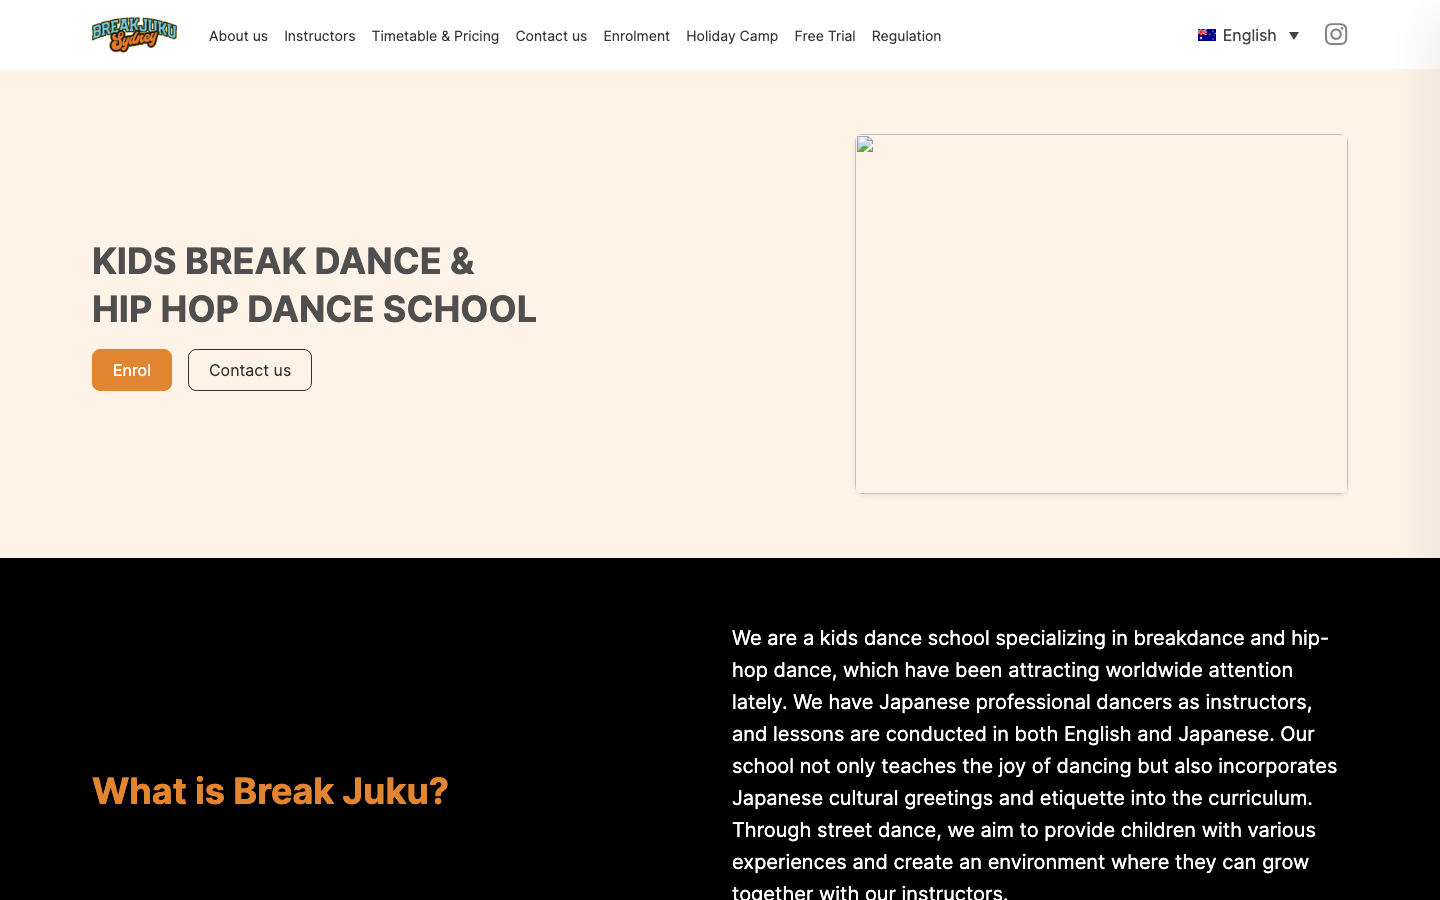 BREAKJUKU
Sydney
About us Instructors Timetable & Pricing Contact us Enrolment Holiday Camp Free Trial Regulation
English
KIDS BREAK DANCE &
HIP HOP DANCE SCHOOL
Enrol Contact us
What is Break Juku?
We are a kids dance school specializing in breakdance and hip-
hop dance, which have been attracting worldwide attention
lately. We have Japanese professional dancers as instructors,
and lessons are conducted in both English and Japanese. Our
school not only teaches the joy of dancing but also incorporates
Japanese cultural greetings and etiquette into the curriculum.
Through street dance, we aim to provide children with various
experiences and create an environment where they can grow
together with our instructors.